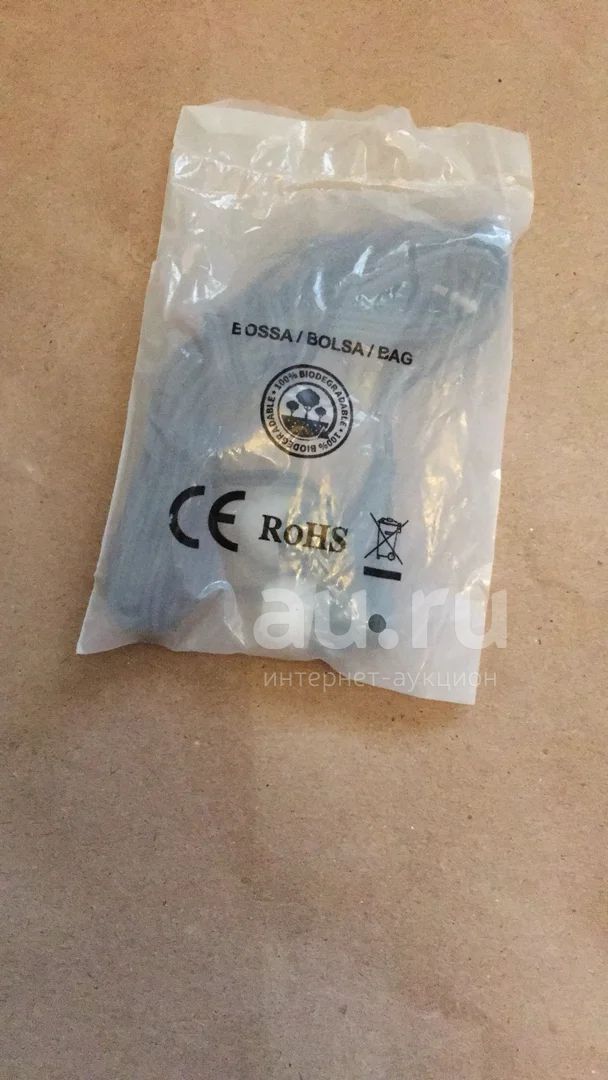 BOSSA / BOLSA / BAG
100% BIODEGRADABLE • 100% BIODEGRADABLE •
CE RoHS
au.ru
интернет-аукцион